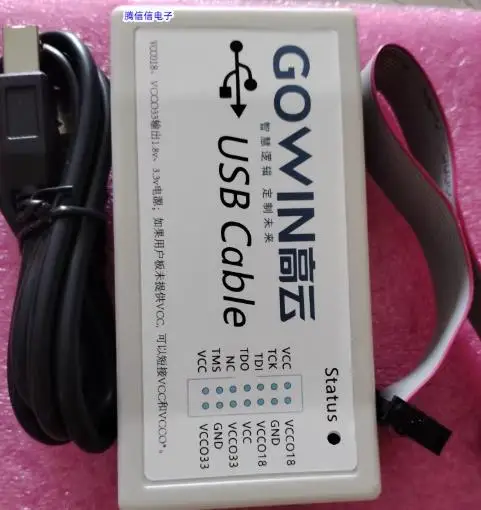 腾信信电子
GOWIN高云
智慧逻辑 定制未来
USB Cable
VCCO18、VCCO33输出1.8v、3.3v电源；如果用户板未提供VCC，可以短接VCC和VCCO*。
Status
VCC
TCK
TDI
TDO
NC
TMS
VCC
VCCO18
GND
VCCO18
VCC
VCCO33
GND
VCCO33